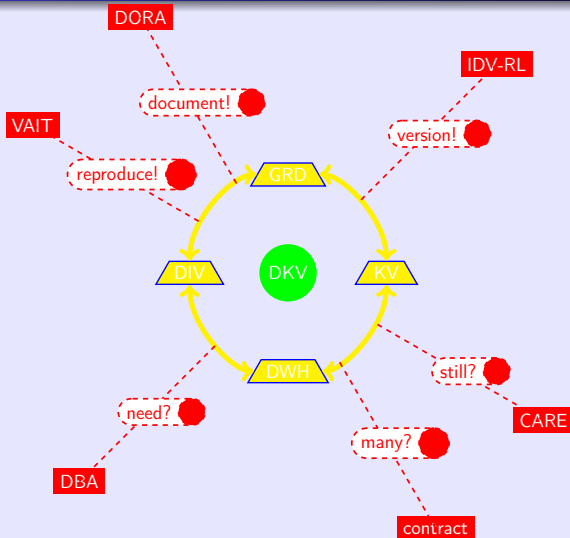 DORA
IDV-RL
document!
VAIT
version!
reproduce!
GRD
DIV
DKV
KV
DWH
still?
need?
CARE
many?
DBA
contract